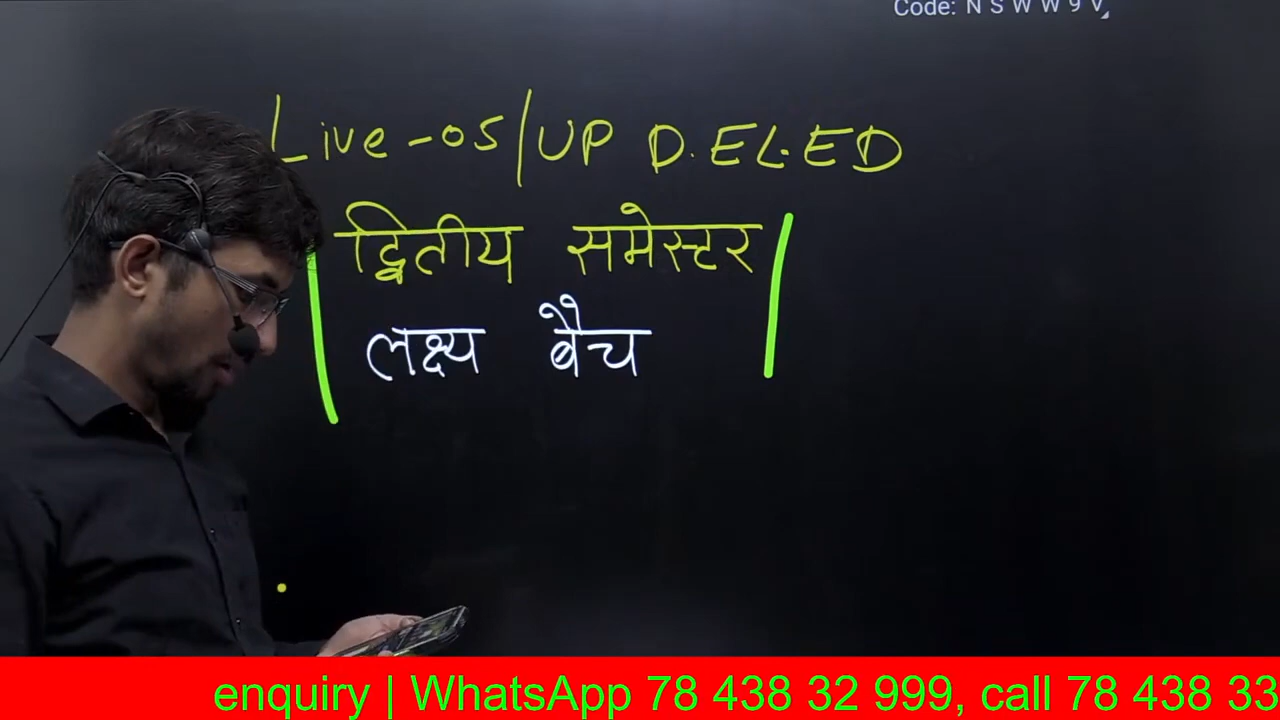 Code: N S W W 9 V
Live-05/UP D.EL.ED
द्वितीय समेस्टर
लक्ष्य बैच
enquiry | WhatsApp 78 438 32 999, call 78 438 33